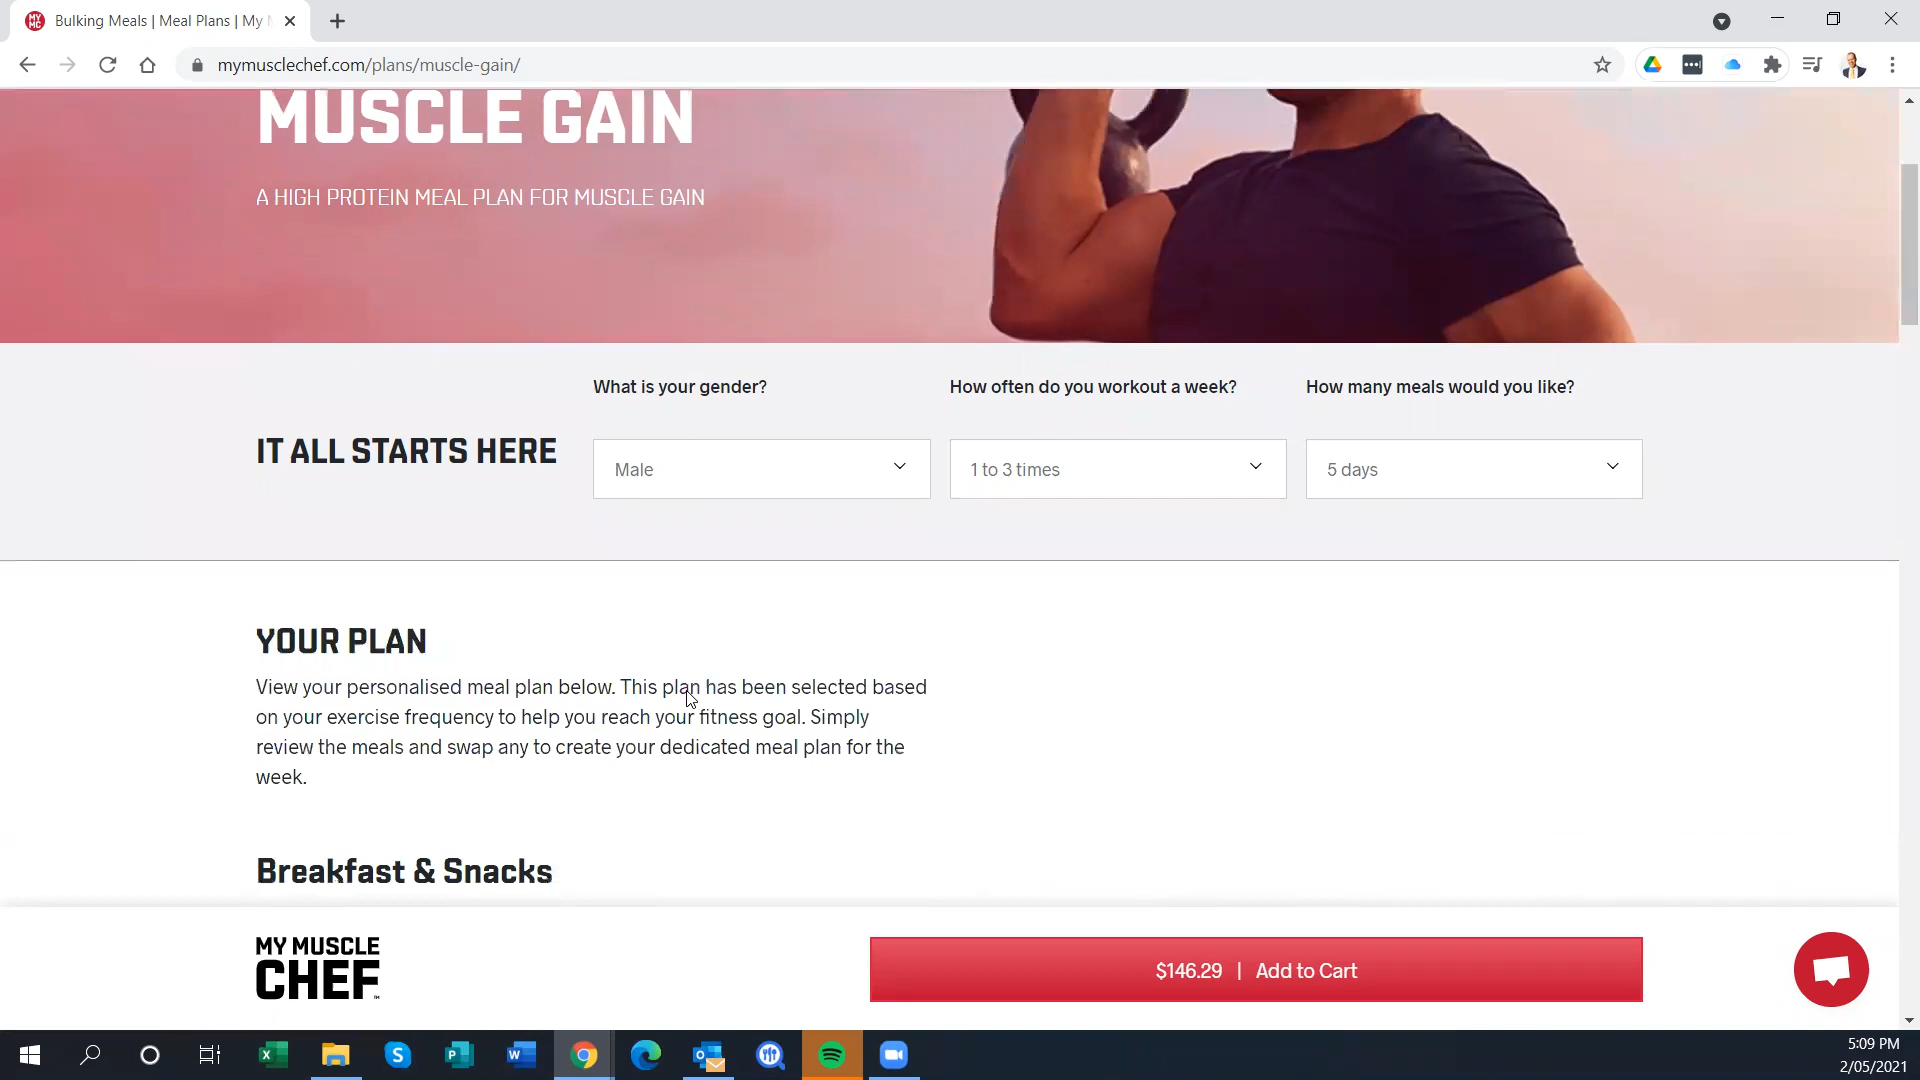 Bulking Meals | Meal Plans | My
mymusclechef.com/plans/muscle-gain/
MUSCLE GAIN
A HIGH PROTEIN MEAL PLAN FOR MUSCLE GAIN
What is your gender?
How often do you workout a week?
How many meals would you like?
IT ALL STARTS HERE
Male
1 to 3 times
5 days
YOUR PLAN
View your personalised meal plan below. This plan has been selected based
on your exercise frequency to help you reach your fitness goal. Simply
review the meals and swap any to create your dedicated meal plan for the
week.
Breakfast & Snacks
MY MUSCLE
CHEF
$146.29 | Add to Cart
5:09 PM
2/05/2021